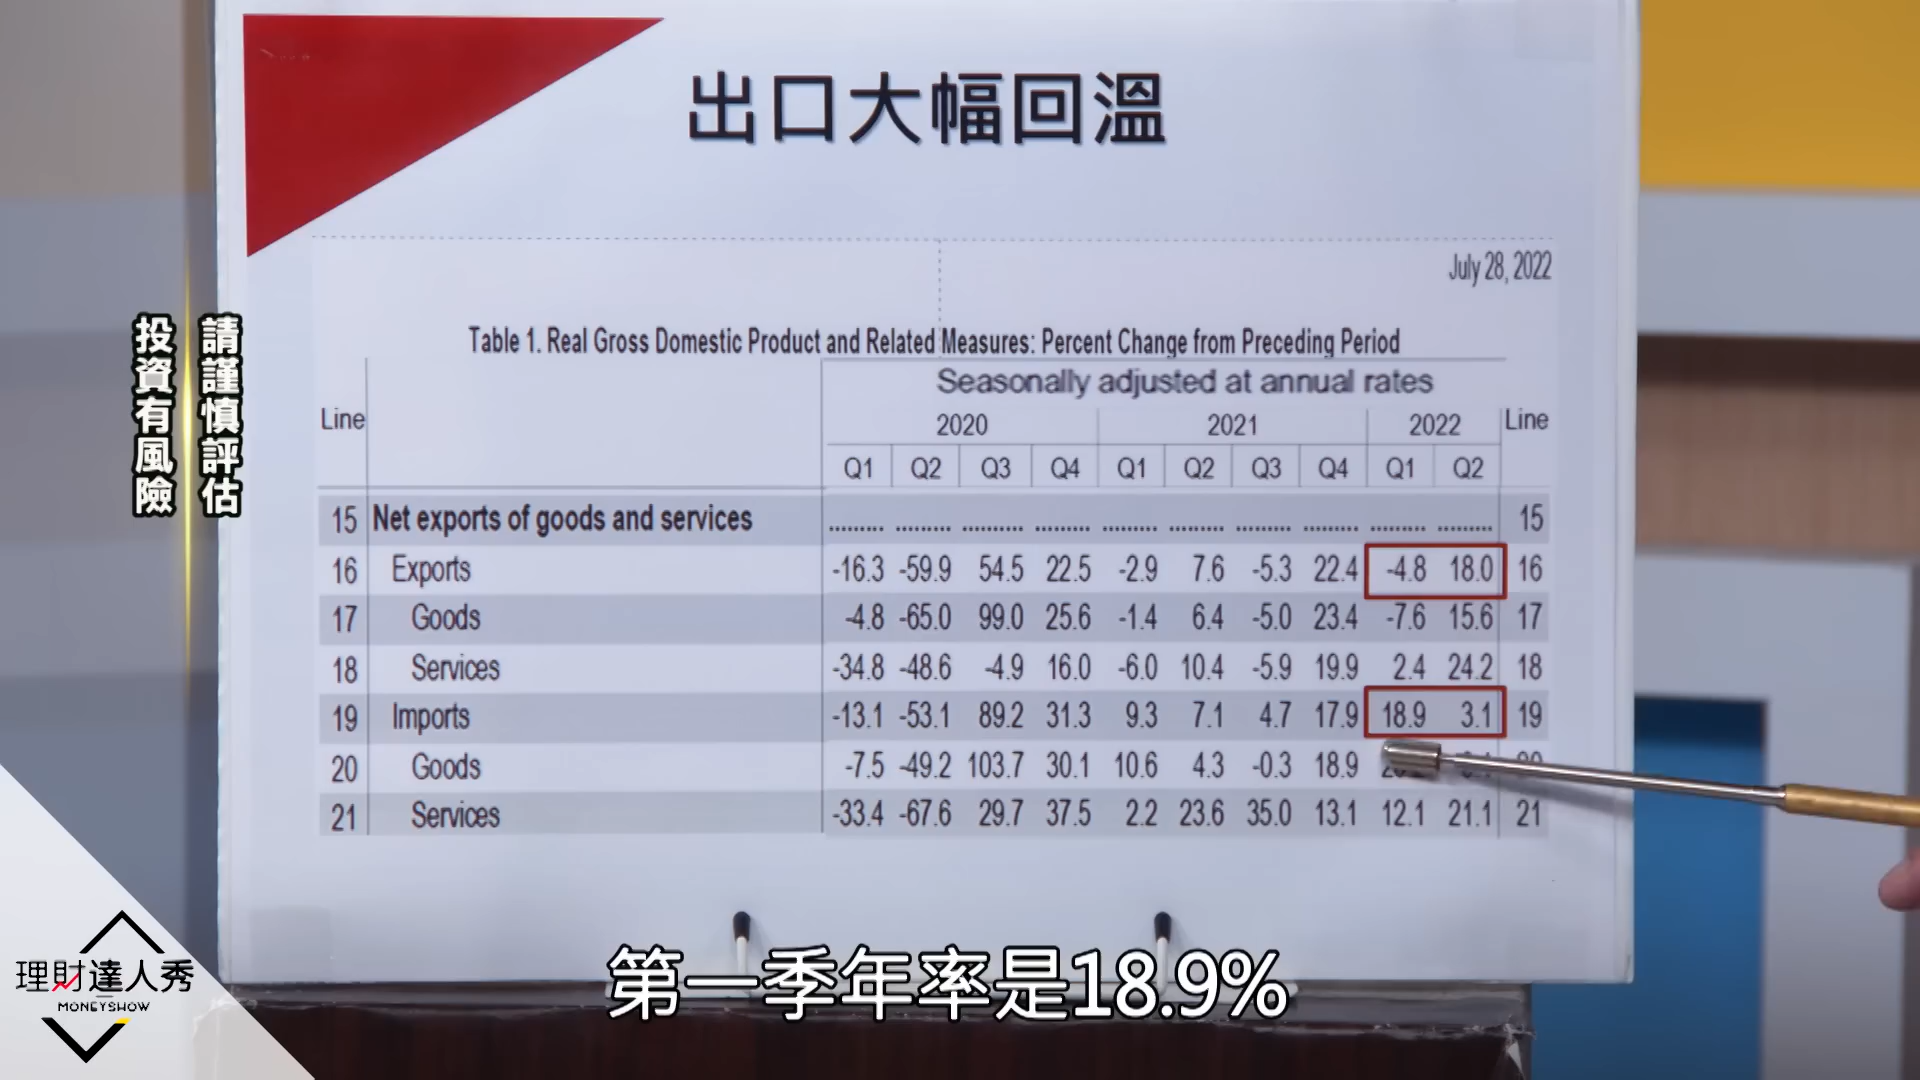 出口大幅回溫
July 28, 2022
Table 1. Real Gross Domestic Product and Related Measures: Percent Change from Preceding Period
Seasonally adjusted at annual rates
Line 2020 2021 2022 Line
Q1 Q2 Q3 Q4 Q1 Q2 Q3 Q4 Q1 Q2
15 Net exports of goods and services ......... ......... ......... ......... ......... ......... ......... ......... ......... ......... 15
16 Exports -16.3 -59.9 54.5 22.5 -2.9 7.6 -5.3 22.4 -4.8 18.0 16
17 Goods -4.8 -65.0 99.0 25.6 -1.4 6.4 -5.0 23.4 -7.6 15.6 17
18 Services -34.8 -48.6 -4.9 16.0 -6.0 10.4 -5.9 19.9 2.4 24.2 18
19 Imports -13.1 -53.1 89.2 31.3 9.3 7.1 4.7 17.9 18.9 3.1 19
20 Goods -7.5 -49.2 103.7 30.1 10.6 4.3 -0.3 18.9
21 Services -33.4 -67.6 29.7 37.5 2.2 23.6 35.0 13.1 12.1 21.1 21
請謹慎評估
投資有風險
理財達人秀
MONEYSHOW
第一季年率是18.9%